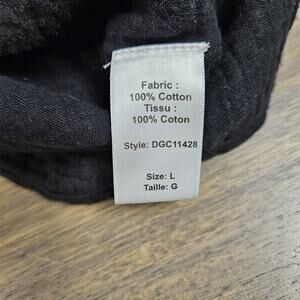 Fabric :
100% Cotton
Tissu :
100% Coton
Style: DGC11428
Size: L
Taille: G